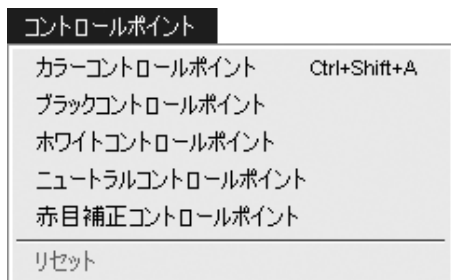 コントロールポイント
カラーコントロールポイント Ctrl+Shift+A
ブラックコントロールポイント
ホワイトコントロールポイント
ニュートラルコントロールポイント
赤目補正コントロールポイント
リセット